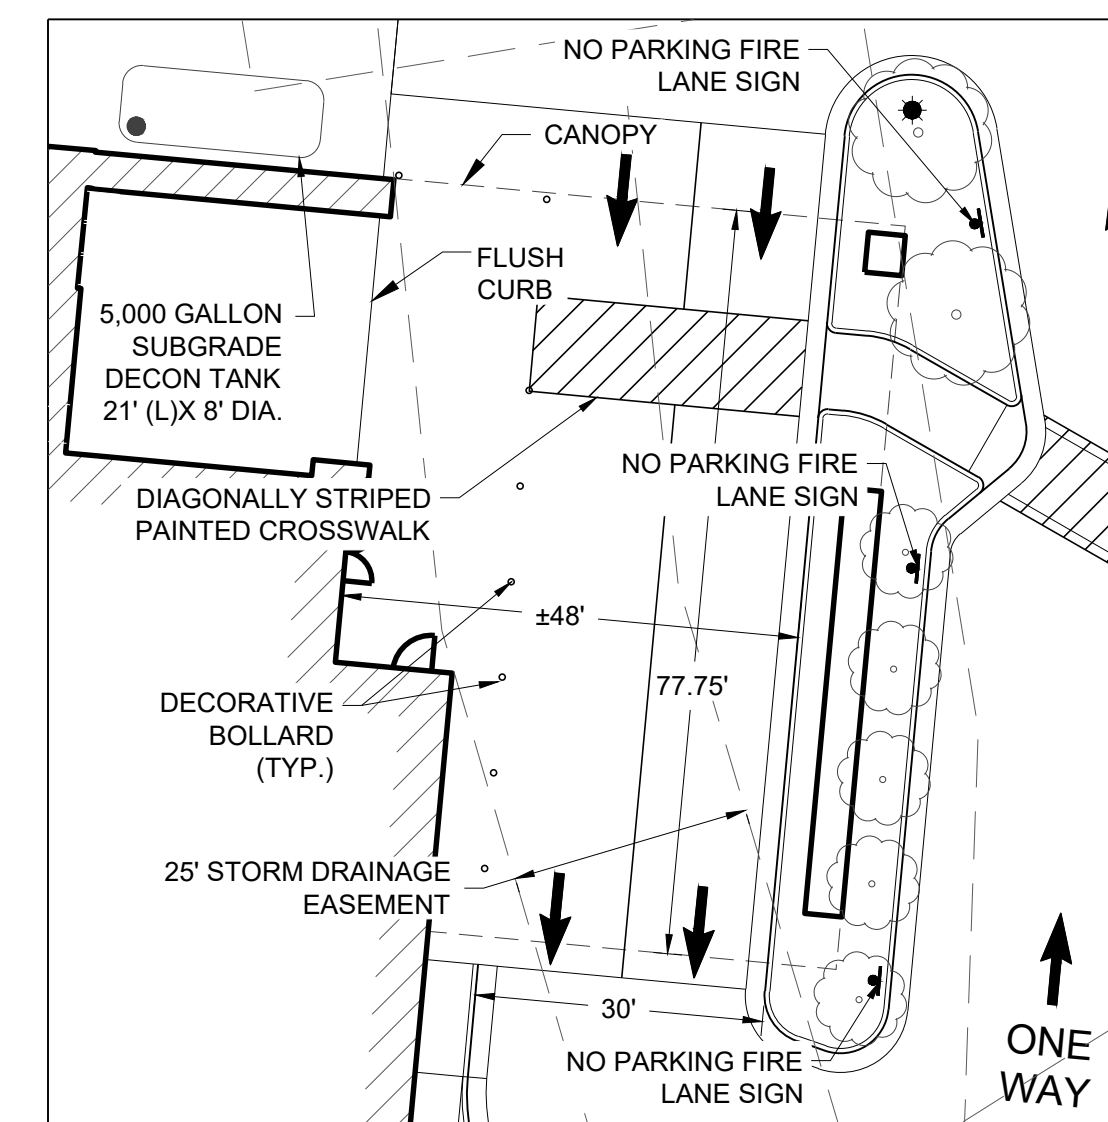 NO PARKING FIRE
LANE SIGN
CANOPY
FLUSH
CURB
5,000 GALLON
SUBGRADE
DECON TANK
21' (L)X 8' DIA.
NO PARKING FIRE
LANE SIGN
DIAGONALLY STRIPED
PAINTED CROSSWALK
±48'
77.75'
DECORATIVE
BOLLARD
(TYP.)
25' STORM DRAINAGE
EASEMENT
30'
NO PARKING FIRE
LANE SIGN
ONE
WAY